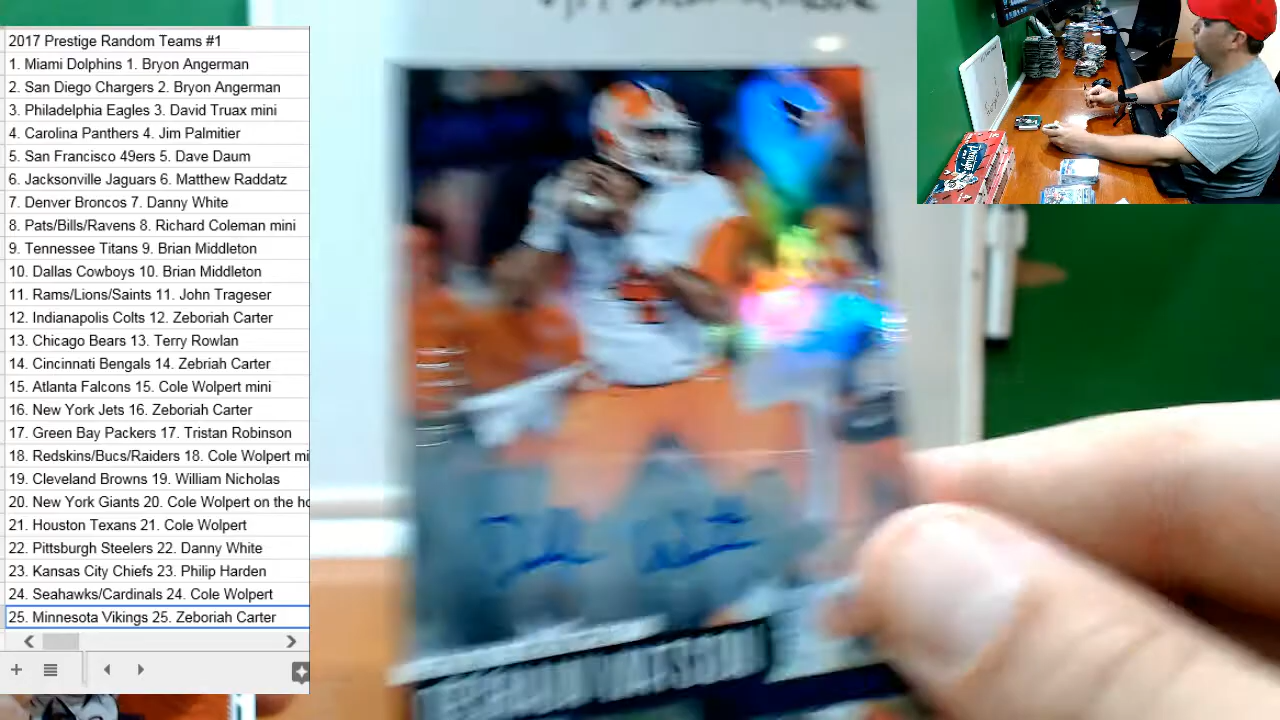 2017 Prestige Random Teams #1
1. Miami Dolphins 1. Bryon Angerman
2. San Diego Chargers 2. Bryon Angerman
3. Philadelphia Eagles 3. David Truax mini
4. Carolina Panthers 4. Jim Palmitier
5. San Francisco 49ers 5. Dave Daum
6. Jacksonville Jaguars 6. Matthew Raddatz
7. Denver Broncos 7. Danny White
8. Pats/Bills/Ravens 8. Richard Coleman mini
9. Tennessee Titans 9. Brian Middleton
10. Dallas Cowboys 10. Brian Middleton
11. Rams/Lions/Saints 11. John Trageser
12. Indianapolis Colts 12. Zeboriah Carter
13. Chicago Bears 13. Terry Rowlan
14. Cincinnati Bengals 14. Zebriah Carter
15. Atlanta Falcons 15. Cole Wolpert mini
16. New York Jets 16. Zeboriah Carter
17. Green Bay Packers 17. Tristan Robinson
18. Redskins/Bucs/Raiders 18. Cole Wolpert mi
19. Cleveland Browns 19. William Nicholas
20. New York Giants 20. Cole Wolpert on the ho
21. Houston Texans 21. Cole Wolpert
22. Pittsburgh Steelers 22. Danny White
23. Kansas City Chiefs 23. Philip Harden
24. Seahawks/Cardinals 24. Cole Wolpert
25. Minnesota Vikings 25. Zeboriah Carter
DESHAUN WATSON